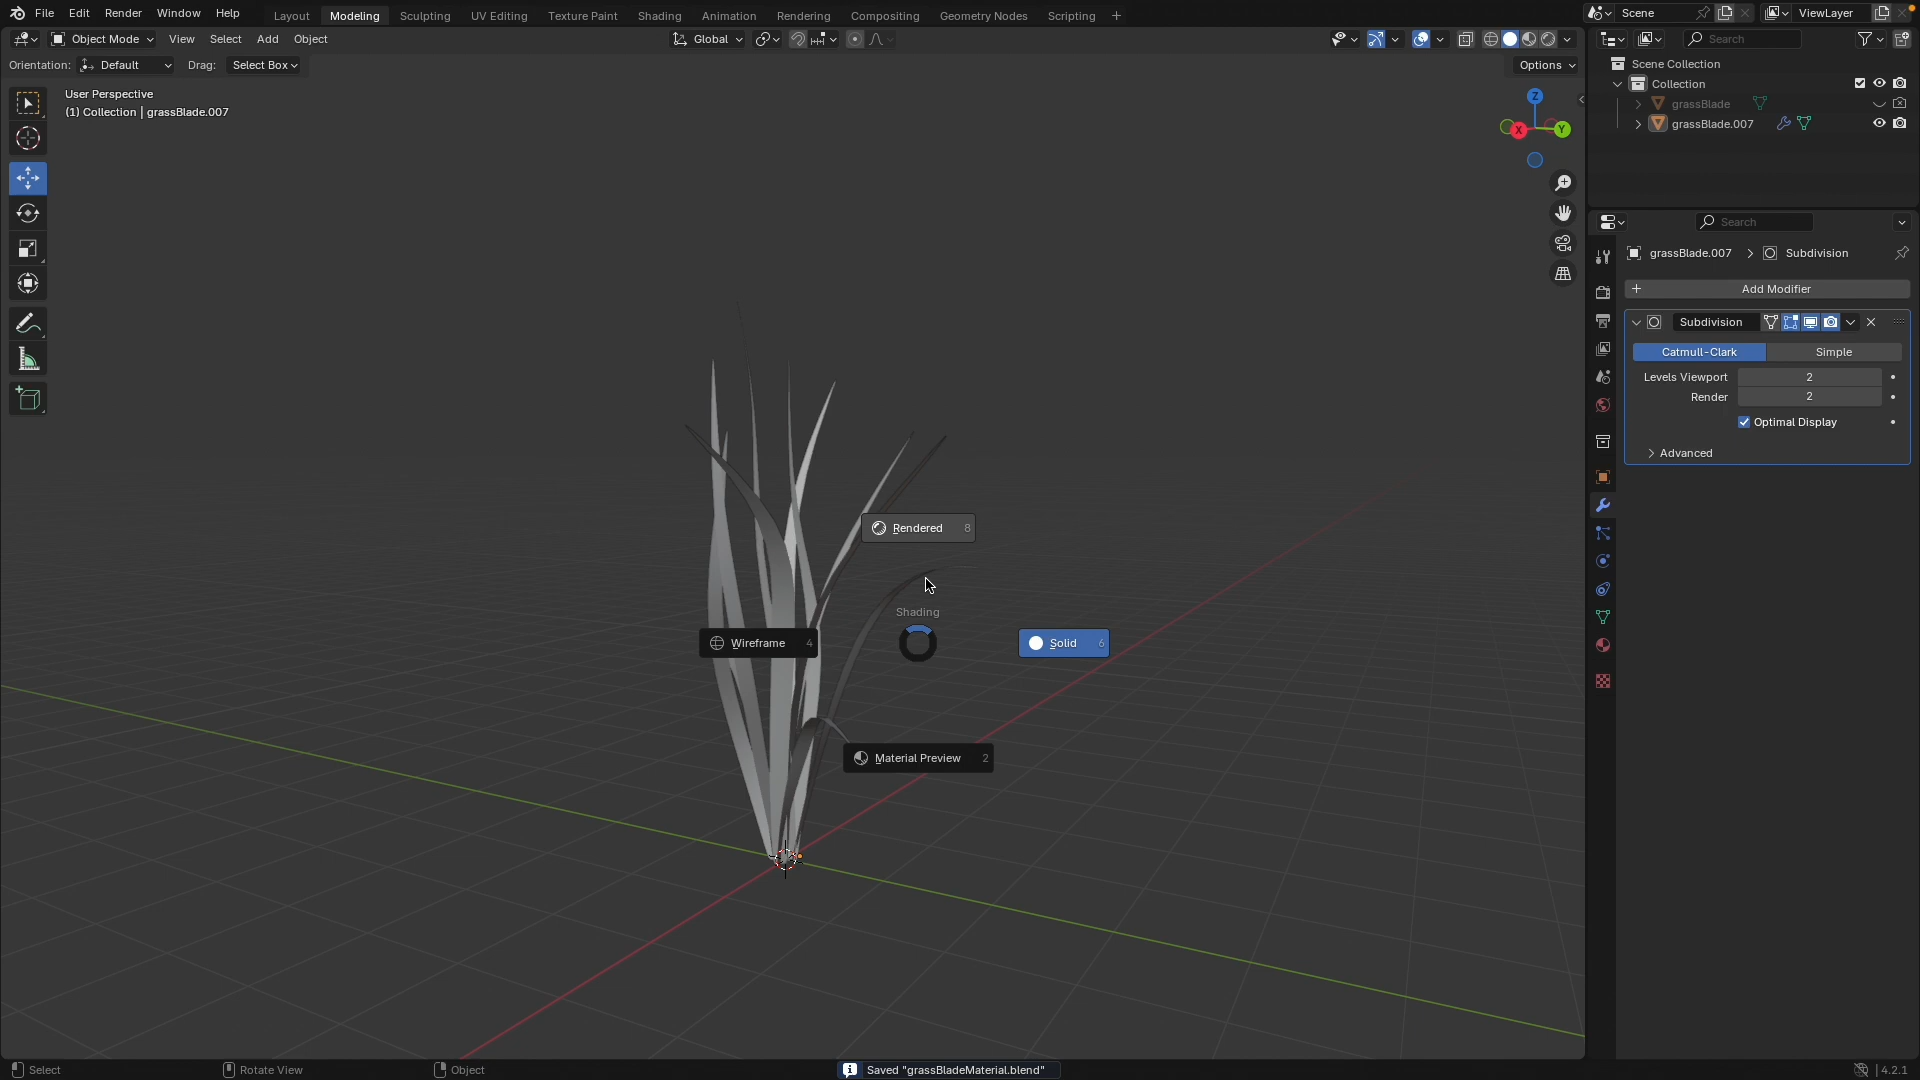 File Edit Render Window Help Layout Modeling Sculpting UV Editing Texture Paint Shading Animation Rendering Compositing Geometry Nodes Scripting + Scene ViewLayer
Object Mode View Select Add Object Global Search
Orientation: Default Drag: Select Box Options
User Perspective
(1) Collection | grassBlade.007
Z
X Y
Scene Collection
Collection
grassBlade
grassBlade.007
Search
grassBlade.007 > Subdivision
+ Add Modifier
Subdivision
Catmull-Clark Simple
Levels Viewport 2
Render 2
Optimal Display
Advanced
Rendered 8
Shading
Wireframe 4 Solid 6
Material Preview 2
Select Rotate View Object Saved "grassBladeMaterial.blend" 4.2.1